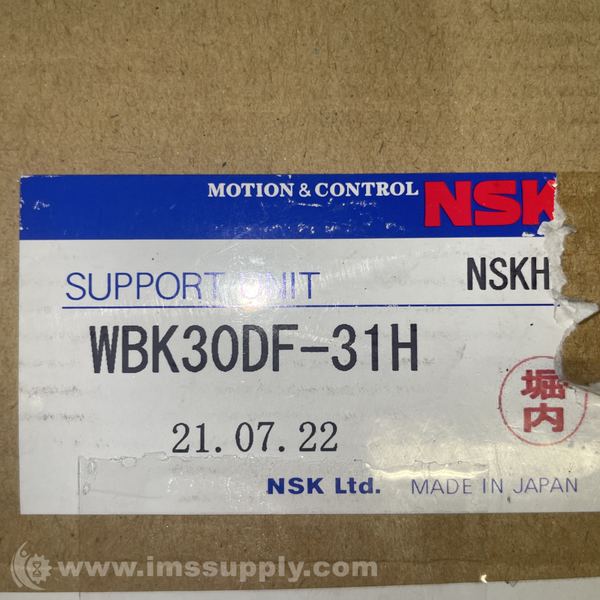 MOTION & CONTROL NSK
SUPPORT UNIT NSKH
WBK30DF-31H
堀内
21.07.22
NSK Ltd. MADE IN JAPAN
www.imssupply.com